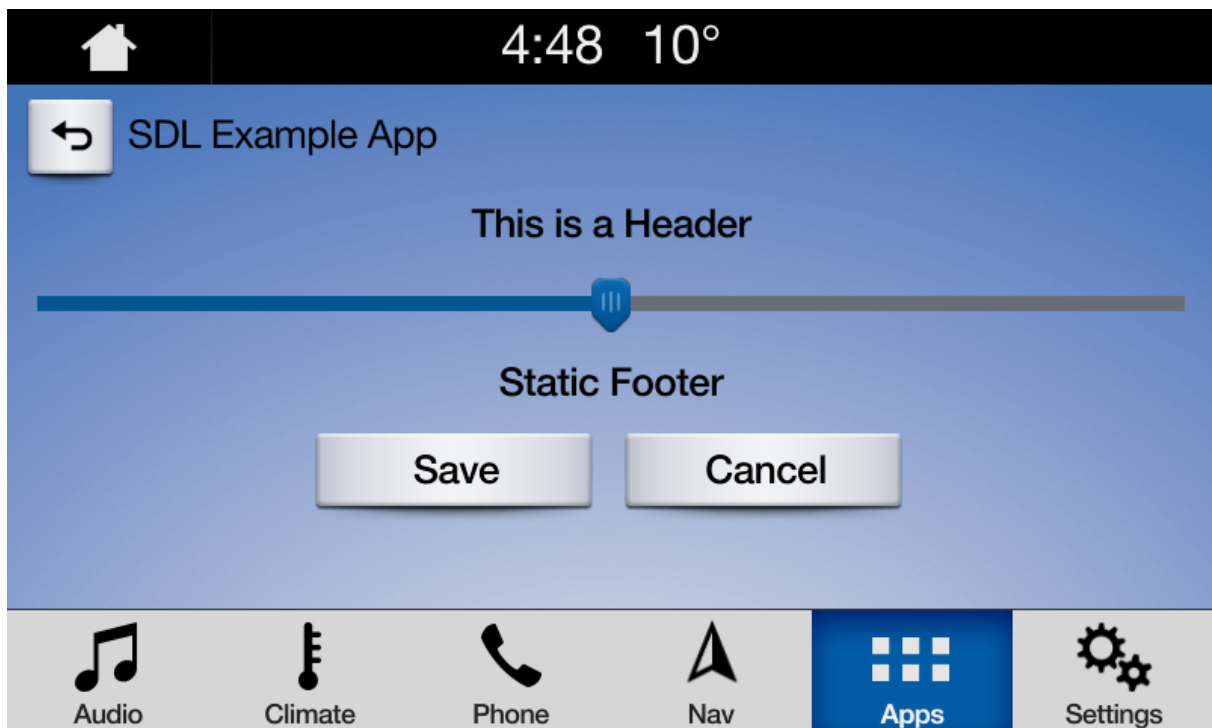 4:48 10°
SDL Example App
This is a Header
Static Footer
Save Cancel
Audio Climate Phone Nav Apps Settings